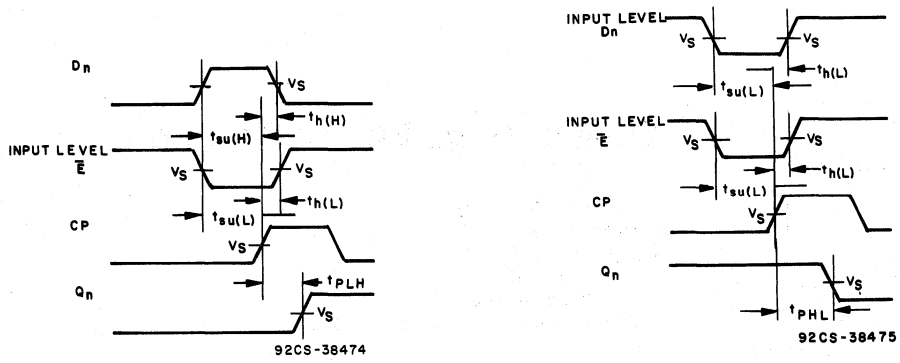 Dn
VS
th(H)
tsu(H)
INPUT LEVEL
E̅
VS
VS
th(L)
tsu(L)
CP
VS
tPLH
Qn
VS
92CS-38474
INPUT LEVEL
Dn
VS
VS
th(L)
tsu(L)
INPUT LEVEL
E̅
VS
VS
th(L)
tsu(L)
CP
VS
Qn
VS
tPHL
92CS-38475